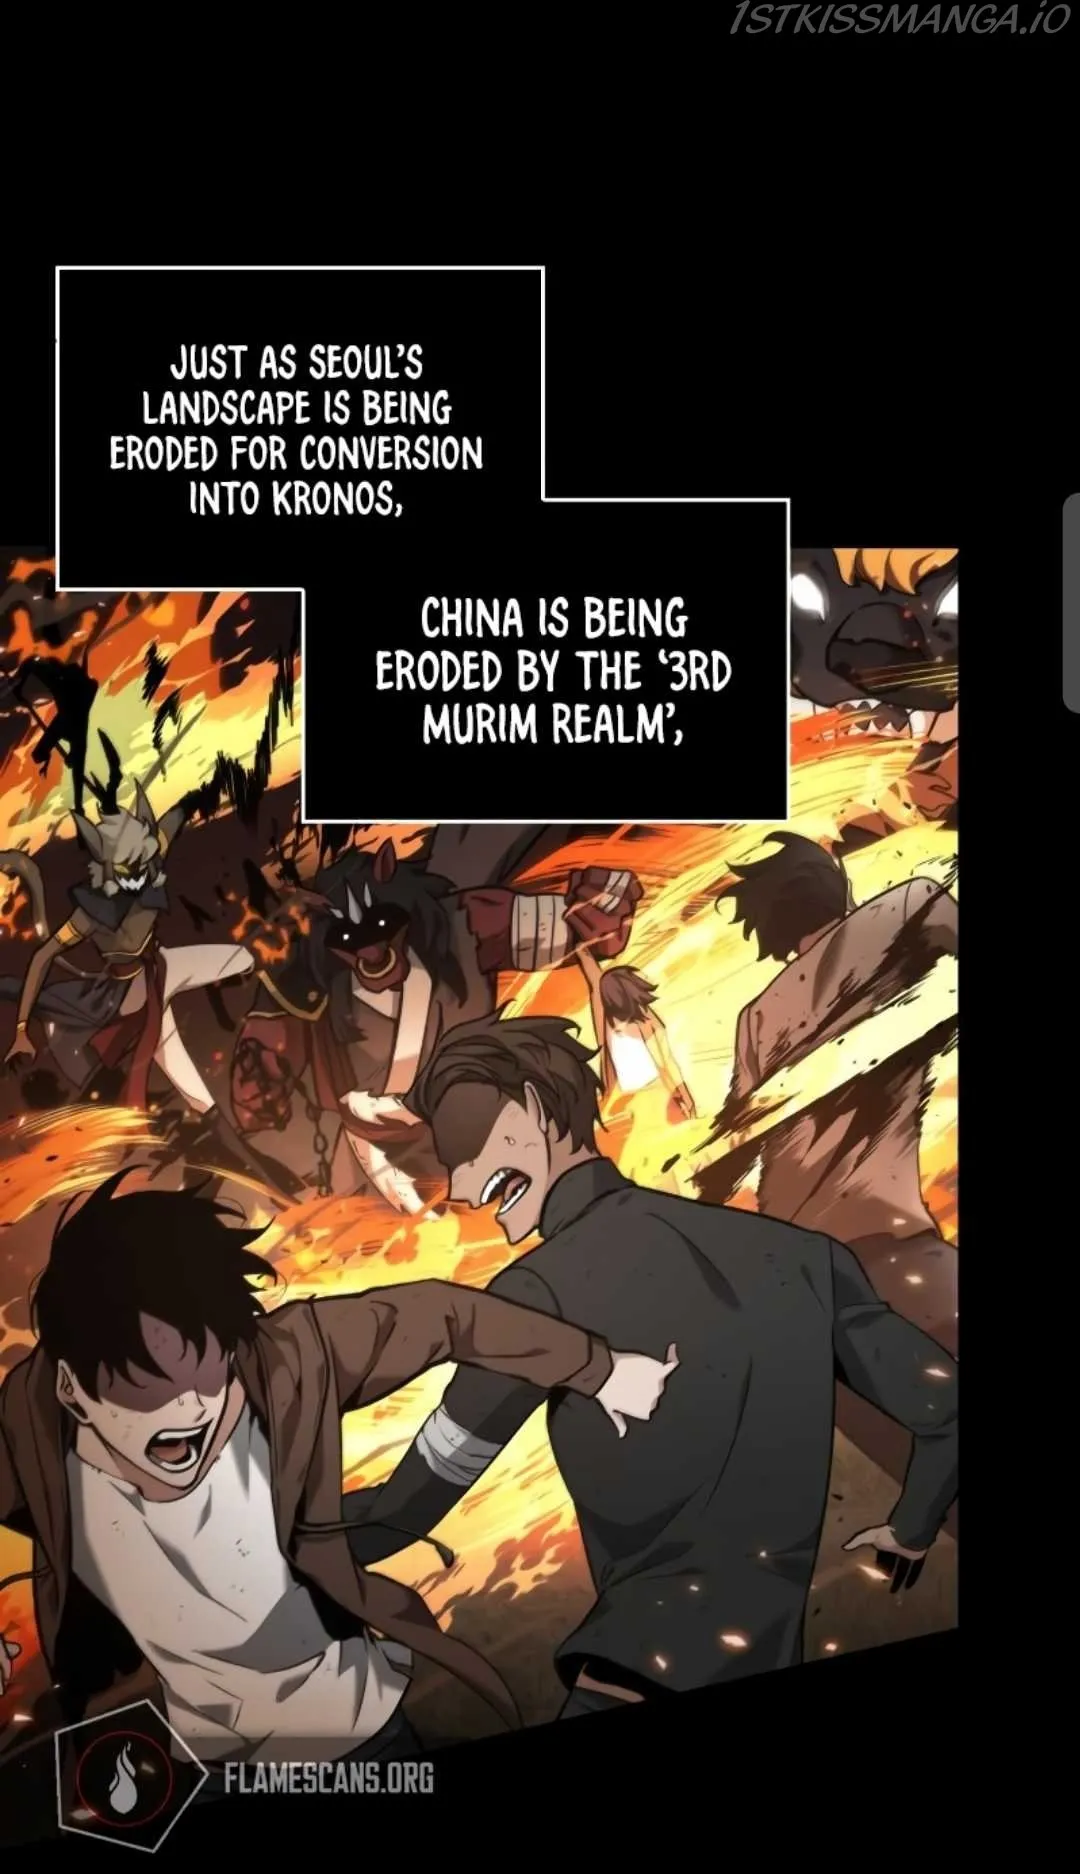 1STKISSMANGA.IO
JUST AS SEOUL'S
LANDSCAPE IS BEING
ERODED FOR CONVERSION
INTO KRONOS,
CHINA IS BEING
ERODED BY THE '3RD
MURIM REALM',
FLAMESCANS.ORG